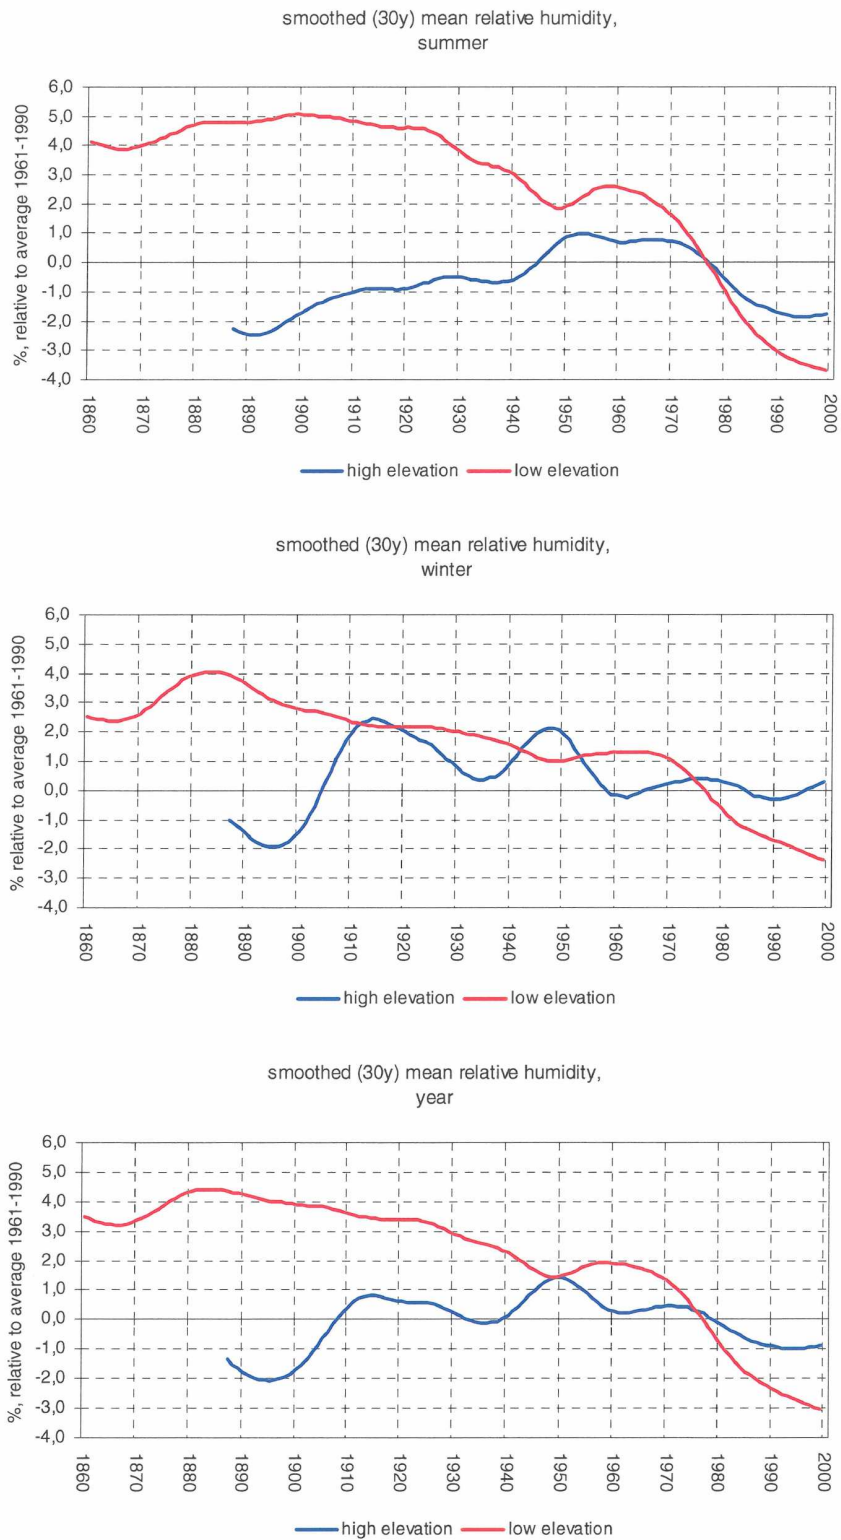 smoothed (30y) mean relative humidity,
summer
%, relative to average 1961-1990
6,0
5,0
4,0
3,0
2,0
1,0
0,0
-1,0
-2,0
-3,0
-4,0
1860 1870 1880 1890 1900 1910 1920 1930 1940 1950 1960 1970 1980 1990 2000
high elevation low elevation
smoothed (30y) mean relative humidity,
winter
% relative to average 1961-1990
6,0
5,0
4,0
3,0
2,0
1,0
0,0
-1,0
-2,0
-3,0
-4,0
1860 1870 1880 1890 1900 1910 1920 1930 1940 1950 1960 1970 1980 1990 2000
high elevation low elevation
smoothed (30y) mean relative humidity,
year
%, relative to average 1961-1990
6,0
5,0
4,0
3,0
2,0
1,0
0,0
-1,0
-2,0
-3,0
-4,0
1860 1870 1880 1890 1900 1910 1920 1930 1940 1950 1960 1970 1980 1990 2000
high elevation low elevation